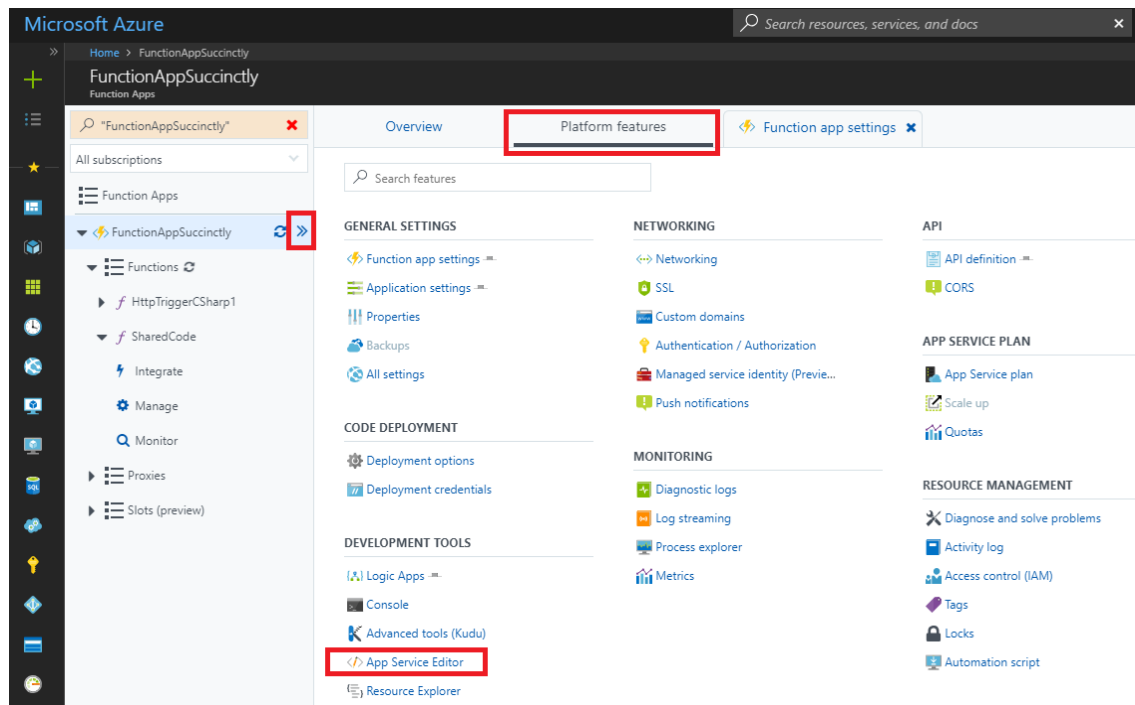 Microsoft Azure
Search resources, services, and docs
Home > FunctionAppSuccinctly
FunctionAppSuccinctly
Function Apps
"FunctionAppSuccinctly"
All subscriptions
Function Apps
FunctionAppSuccinctly
Functions
HttpTriggerCSharp1
SharedCode
Integrate
Manage
Monitor
Proxies
Slots (preview)
Overview
Platform features
Function app settings
Search features
GENERAL SETTINGS
Function app settings
Application settings
Properties
Backups
All settings
CODE DEPLOYMENT
Deployment options
Deployment credentials
DEVELOPMENT TOOLS
Logic Apps
Console
Advanced tools (Kudu)
App Service Editor
Resource Explorer
NETWORKING
Networking
SSL
Custom domains
Authentication / Authorization
Managed service identity (Previe...
Push notifications
MONITORING
Diagnostic logs
Log streaming
Process explorer
Metrics
API
API definition
CORS
APP SERVICE PLAN
App Service plan
Scale up
Quotas
RESOURCE MANAGEMENT
Diagnose and solve problems
Activity log
Access control (IAM)
Tags
Locks
Automation script